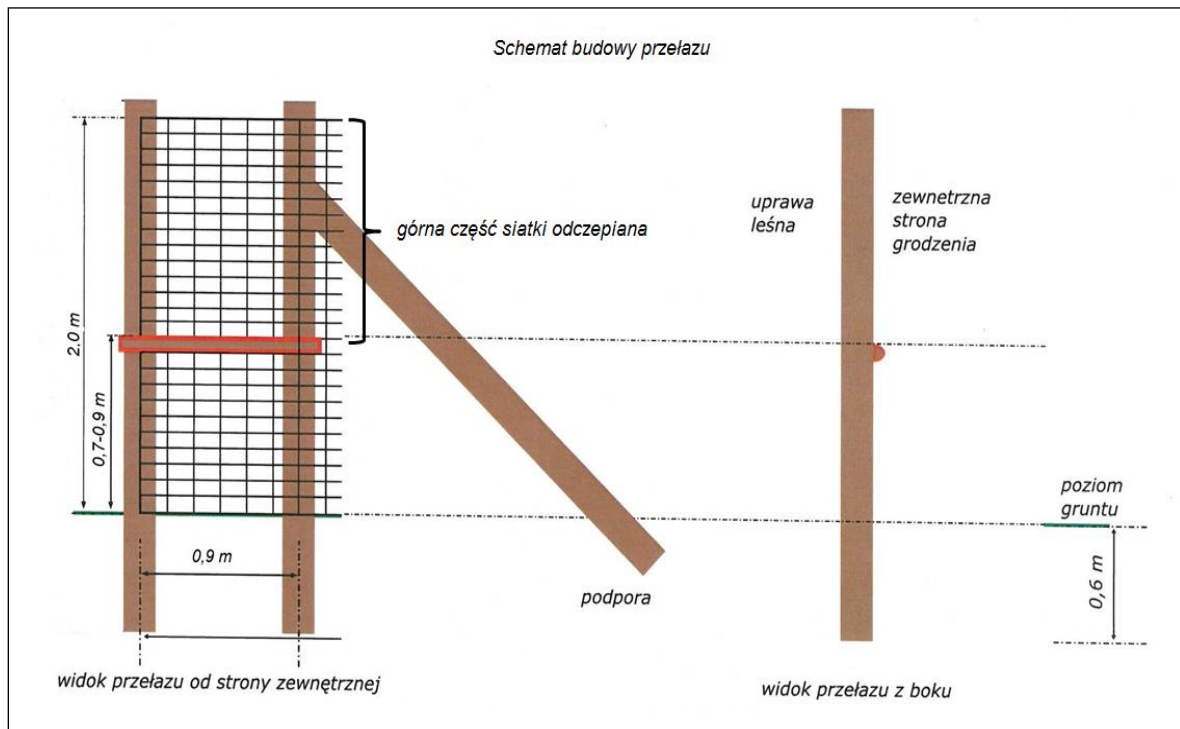 Schemat budowy przełazu
2,0 m
0,7-0,9 m
górna część siatki odczepiana
0,9 m
podpora
widok przełazu od strony zewnętrznej
uprawa
leśna
zewnetrzna
strona
grodzenia
poziom
gruntu
0,6 m
widok przełazu z boku